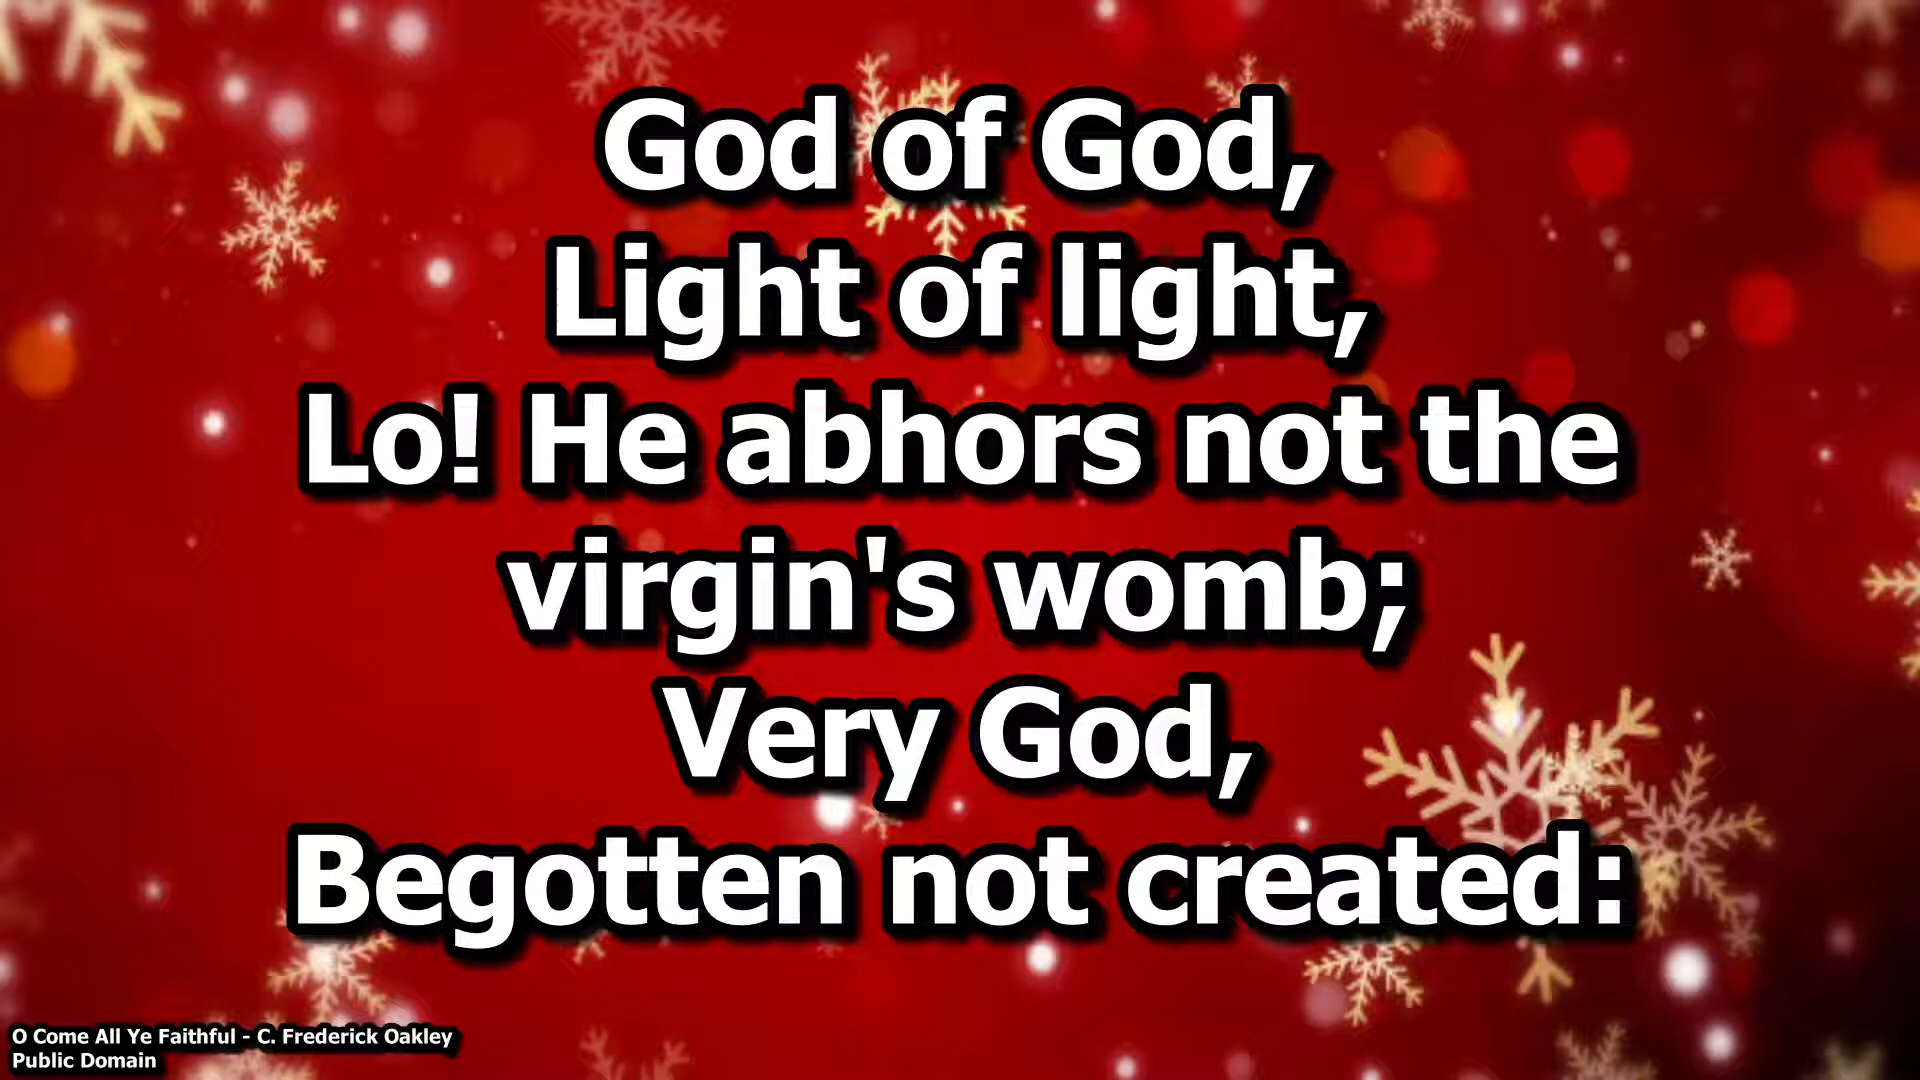 God of God,
Light of light,
Lo! He abhors not the
virgin's womb;
Very God,
Begotten not created:
O Come All Ye Faithful - C. Frederick Oakley
Public Domain